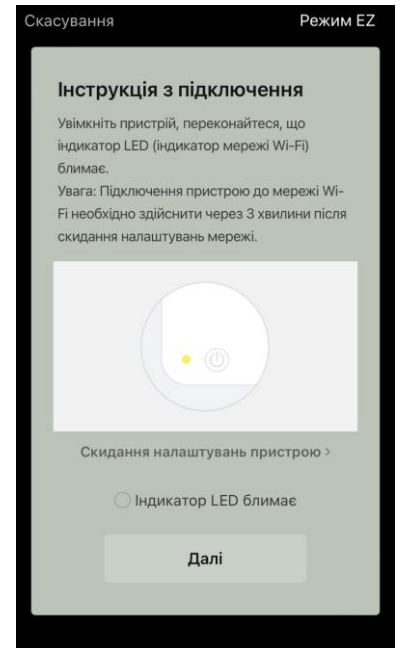 Скасування
Режим EZ
Інструкція з підключення
Увімкніть пристрій, переконайтеся, що
індикатор LED (індикатор мережі Wi-Fi)
блимає.
Увага: Підключення пристрою до мережі Wi-
Fi необхідно здійснити через 3 хвилини після
скидання налаштувань мережі.
Скидання налаштувань пристрою >
Індикатор LED блимає
Далі